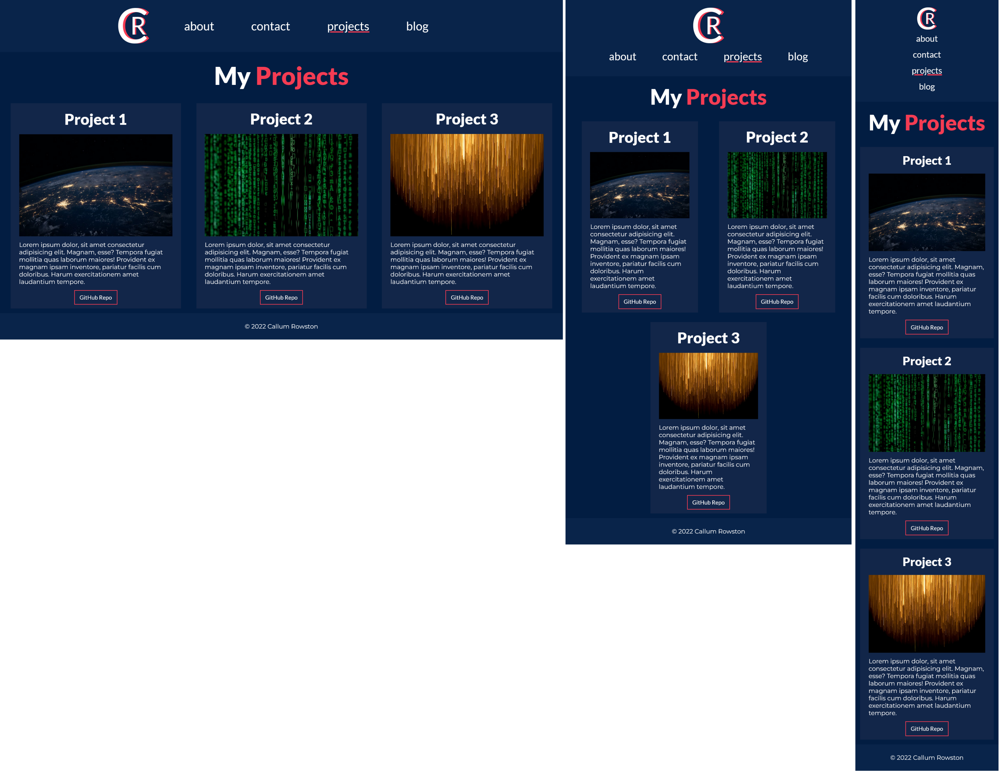 CR
about contact projects blog
My Projects
Project 1
Lorem ipsum dolor, sit amet consectetur
adipisicing elit. Magnam, esse? Tempora fugiat
mollitia quas laborum maiores! Provident ex
magnam ipsam inventore, pariatur facilis cum
doloribus. Harum exercitationem amet
laudantium tempore.
GitHub Repo
Project 2
Lorem ipsum dolor, sit amet consectetur
adipisicing elit. Magnam, esse? Tempora fugiat
mollitia quas laborum maiores! Provident ex
magnam ipsam inventore, pariatur facilis cum
doloribus. Harum exercitationem amet
laudantium tempore.
GitHub Repo
Project 3
Lorem ipsum dolor, sit amet consectetur
adipisicing elit. Magnam, esse? Tempora fugiat
mollitia quas laborum maiores! Provident ex
magnam ipsam inventore, pariatur facilis cum
doloribus. Harum exercitationem amet
laudantium tempore.
GitHub Repo
© 2022 Callum Rowston
CR
about contact projects blog
My Projects
Project 1
Lorem ipsum dolor, sit amet
consectetur adipisicing elit.
Magnam, esse? Tempora fugiat
mollitia quas laborum maiores!
Provident ex magnam ipsam
inventore, pariatur facilis cum
doloribus. Harum
exercitationem amet
laudantium tempore.
GitHub Repo
Project 2
Lorem ipsum dolor, sit amet
consectetur adipisicing elit.
Magnam, esse? Tempora fugiat
mollitia quas laborum maiores!
Provident ex magnam ipsam
inventore, pariatur facilis cum
doloribus. Harum
exercitationem amet
laudantium tempore.
GitHub Repo
Project 3
Lorem ipsum dolor, sit amet
consectetur adipisicing elit.
Magnam, esse? Tempora fugiat
mollitia quas laborum maiores!
Provident ex magnam ipsam
inventore, pariatur facilis cum
doloribus. Harum
exercitationem amet
laudantium tempore.
GitHub Repo
© 2022 Callum Rowston
CR
about
contact
projects
blog
My Projects
Project 1
Lorem ipsum dolor, sit amet
consectetur adipisicing elit. Magnam,
esse? Tempora fugiat mollitia quas
laborum maiores! Provident ex
magnam ipsam inventore, pariatur
facilis cum doloribus. Harum
exercitationem amet laudantium
tempore.
GitHub Repo
Project 2
Lorem ipsum dolor, sit amet
consectetur adipisicing elit. Magnam,
esse? Tempora fugiat mollitia quas
laborum maiores! Provident ex
magnam ipsam inventore, pariatur
facilis cum doloribus. Harum
exercitationem amet laudantium
tempore.
GitHub Repo
Project 3
Lorem ipsum dolor, sit amet
consectetur adipisicing elit. Magnam,
esse? Tempora fugiat mollitia quas
laborum maiores! Provident ex
magnam ipsam inventore, pariatur
facilis cum doloribus. Harum
exercitationem amet laudantium
tempore.
GitHub Repo
© 2022 Callum Rowston